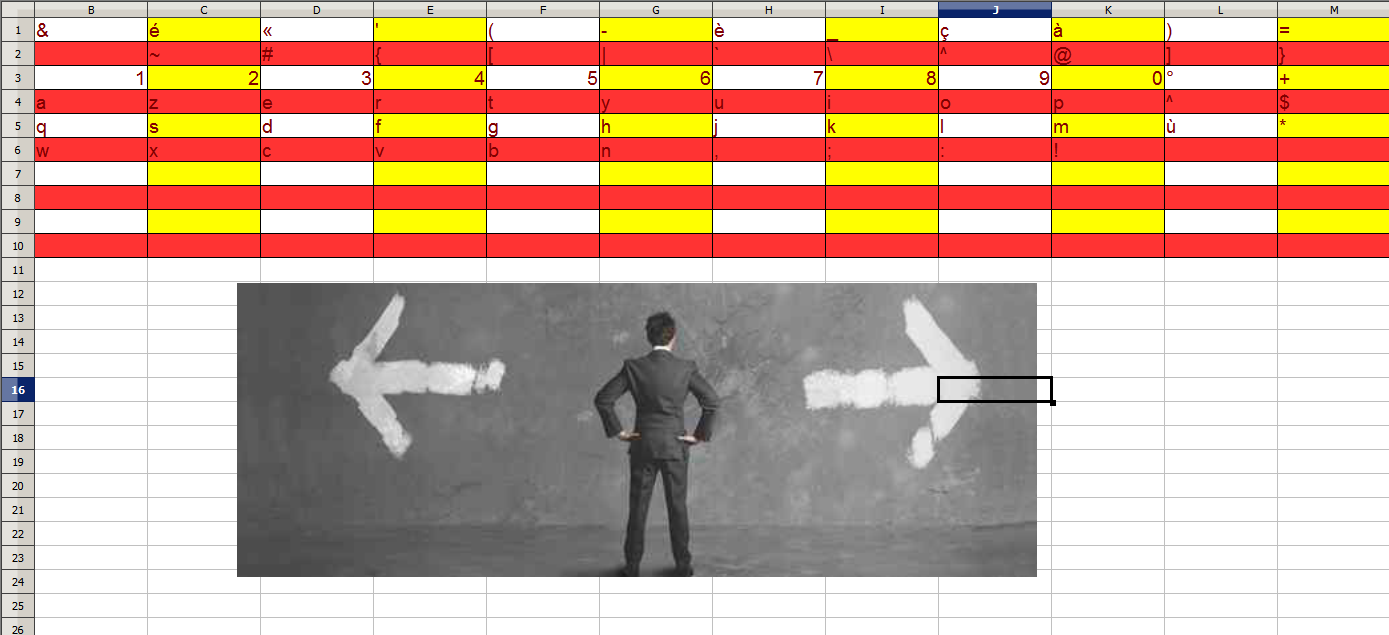 B C D E F G H I J K L M
1 & é « ' ( - è _ ç à ) =
2 ~ # { [ | ` \ ^ @ ] }
3 1 2 3 4 5 6 7 8 9 0 ° +
4 a z e r t y u i o p ^ $
5 q s d f g h j k l m ù *
6 w x c v b n , ; : !
7
8
9
10
11
12
13
14
15
16
17
18
19
20
21
22
23
24
25
26